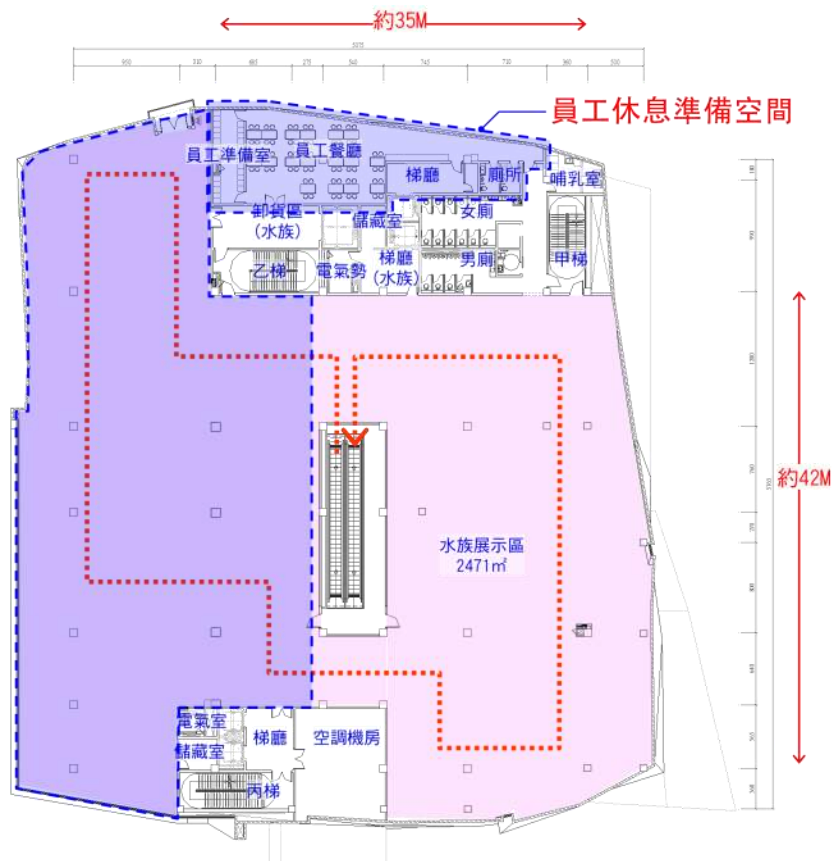 約35M
員工休息準備空間
員工準備室
員工餐廳
梯廳
廁所
哺乳室
卸貨區
(水族)
儲藏室
女廁
乙梯
電氣勢
梯廳
(水族)
男廁
甲梯
約42M
水族展示區
2471㎡
電氣室
儲藏室
梯廳
空調機房
丙梯